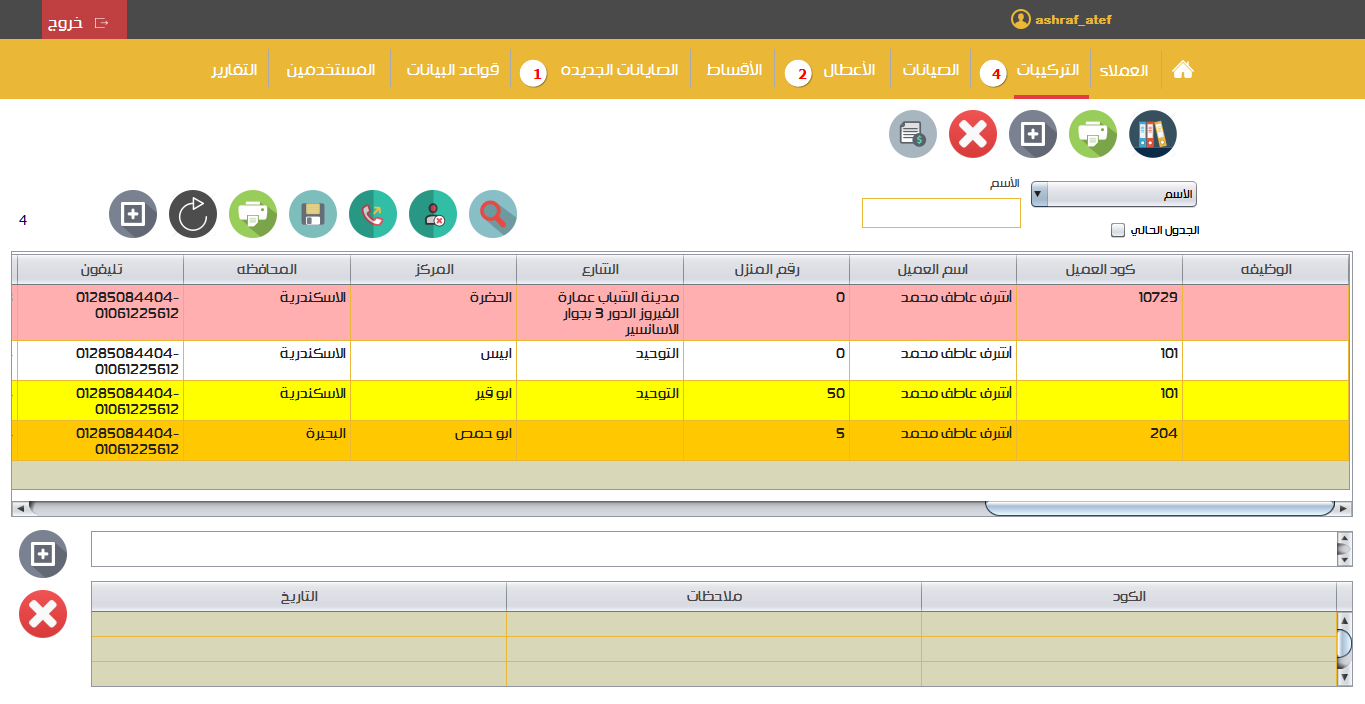 ashraf_atef
خروج
العملاء
التركيبات
4
الصيانات
الأعطال
2
الأقساط
الصايانات الجديده
1
قواعد البيانات
المستخدمين
التقارير
الاسم
الأسم
الجدول الحالي
4
الوظيفه كود العميل اسم العميل رقم المنزل الشارع المركز المحافظه تليفون
10729 أشرف عاطف محمد 0 مدينة الشباب عمارة الحضرة الاسكندرية 01285084404-
الفيروز الدور 3 بجوار 01061225612
الاسانسير
101 أشرف عاطف محمد 0 التوحيد ابيس الاسكندرية 01285084404-
01061225612
101 أشرف عاطف محمد 50 التوحيد ابو قير الاسكندرية 01285084404-
01061225612
204 أشرف عاطف محمد 5 ابو حمص البحيرة 01285084404-
01061225612
الكود ملاحظات التاريخ